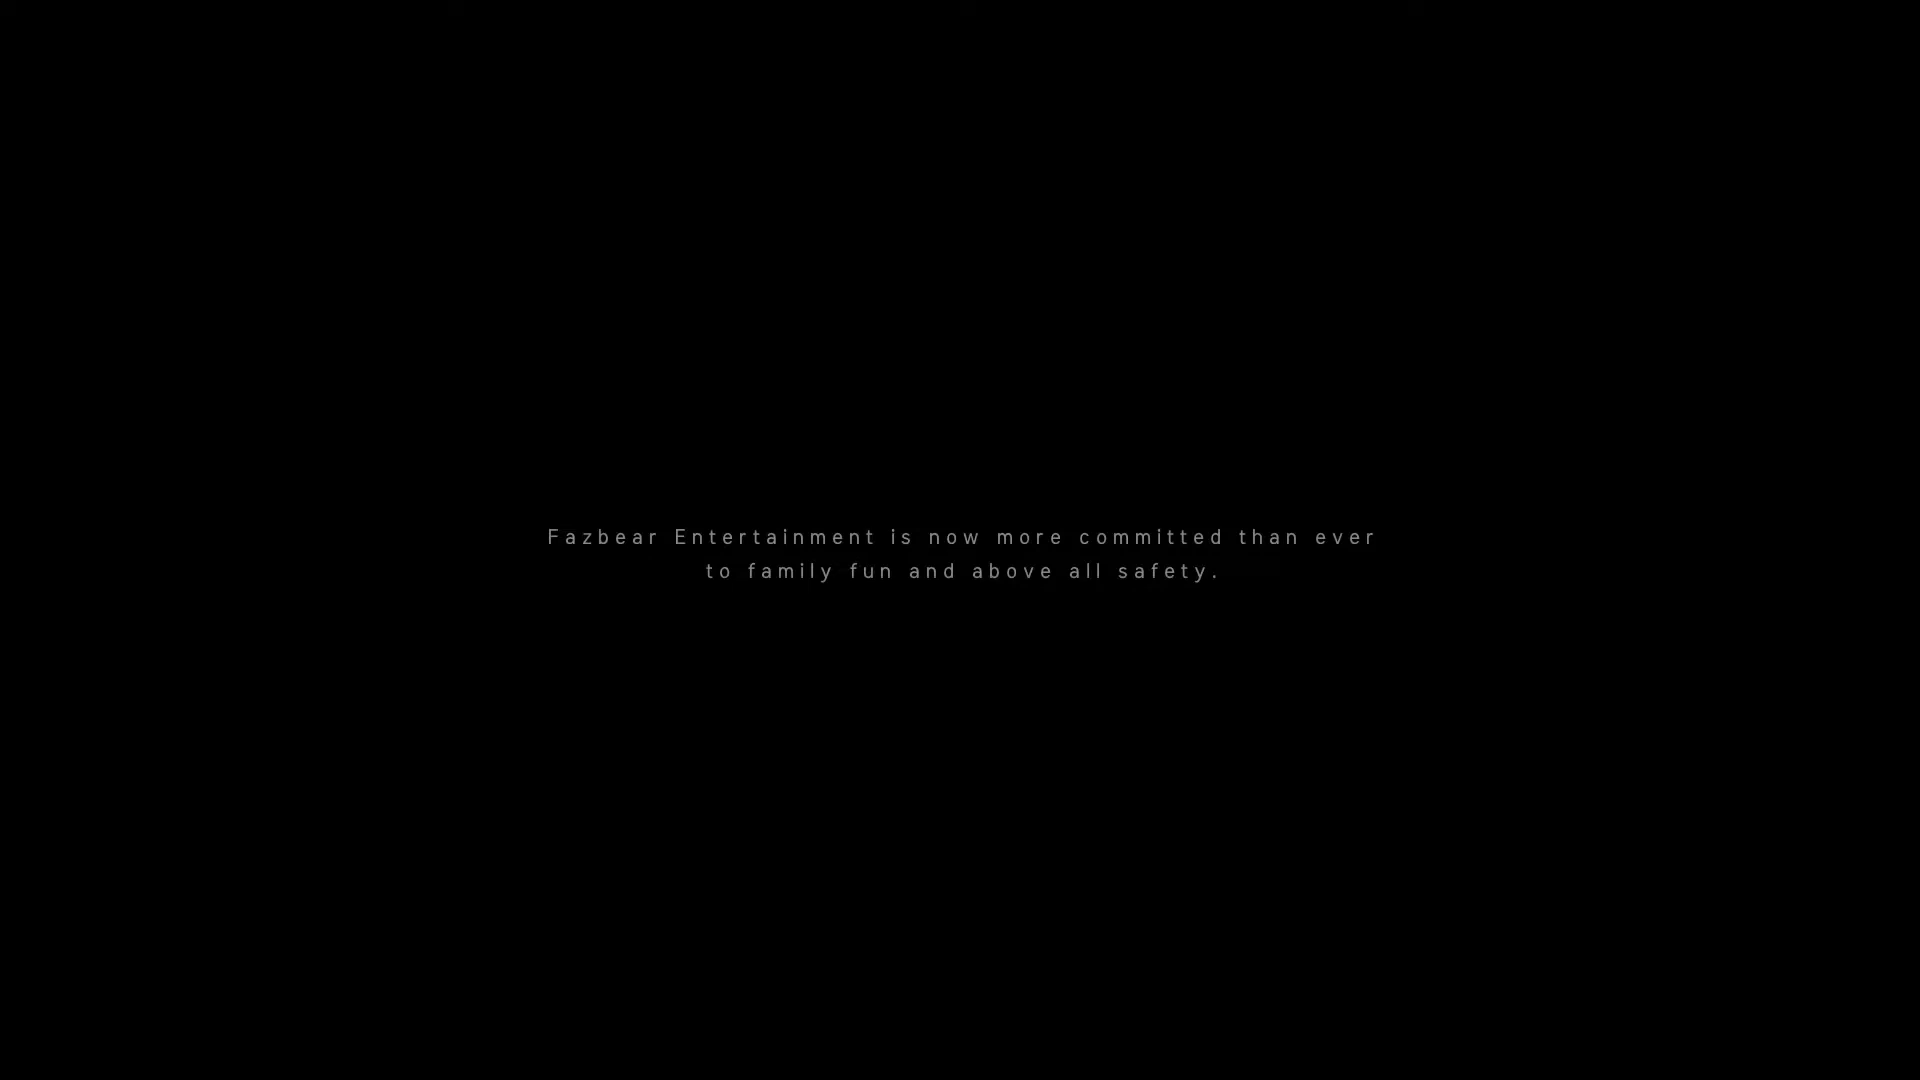 Fazbear Entertainment is now more committed than ever
to family fun and above all safety.